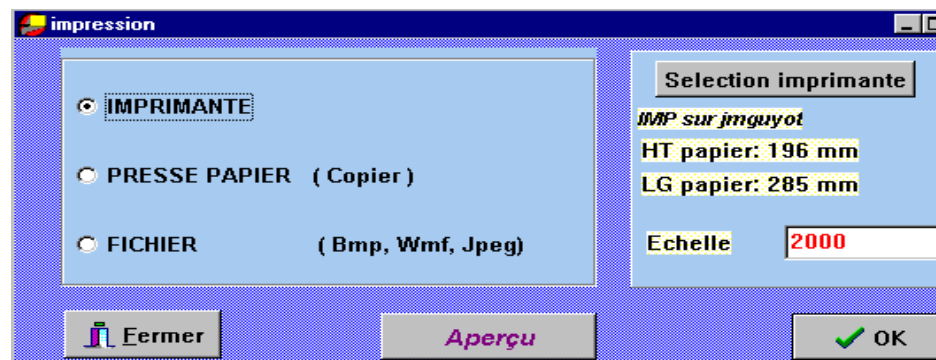 impression
IMPRIMANTE
PRESSE PAPIER ( Copier )
FICHIER ( Bmp, Wmf, Jpeg)
Selection imprimante
IMP sur jmguyot
HT papier: 196 mm
LG papier: 285 mm
Echelle 2000
Fermer
Aperçu
OK